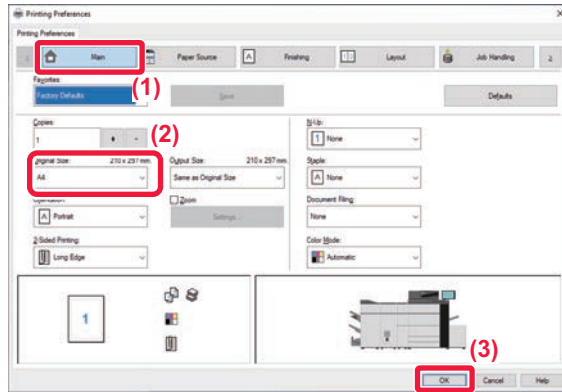 Printing Preferences
Printing Preferences
Main
Paper Source
Finishing
Layout
Job Handling
2
(1)
Favorites:
Factory Defaults
Save
Defaults
(2)
Copies:
1
+ -
Original Size: 210 x 297 mm.
A4
Output Size: 210 x 297 mm.
Same as Original Size
Orientation:
Portrait
Zoom
Settings...
2-Sided Printing:
Long Edge
N-Up:
1 None
Staple:
A None
Document Filing:
None
Color Mode:
Automatic
1
(3)
OK Cancel Help